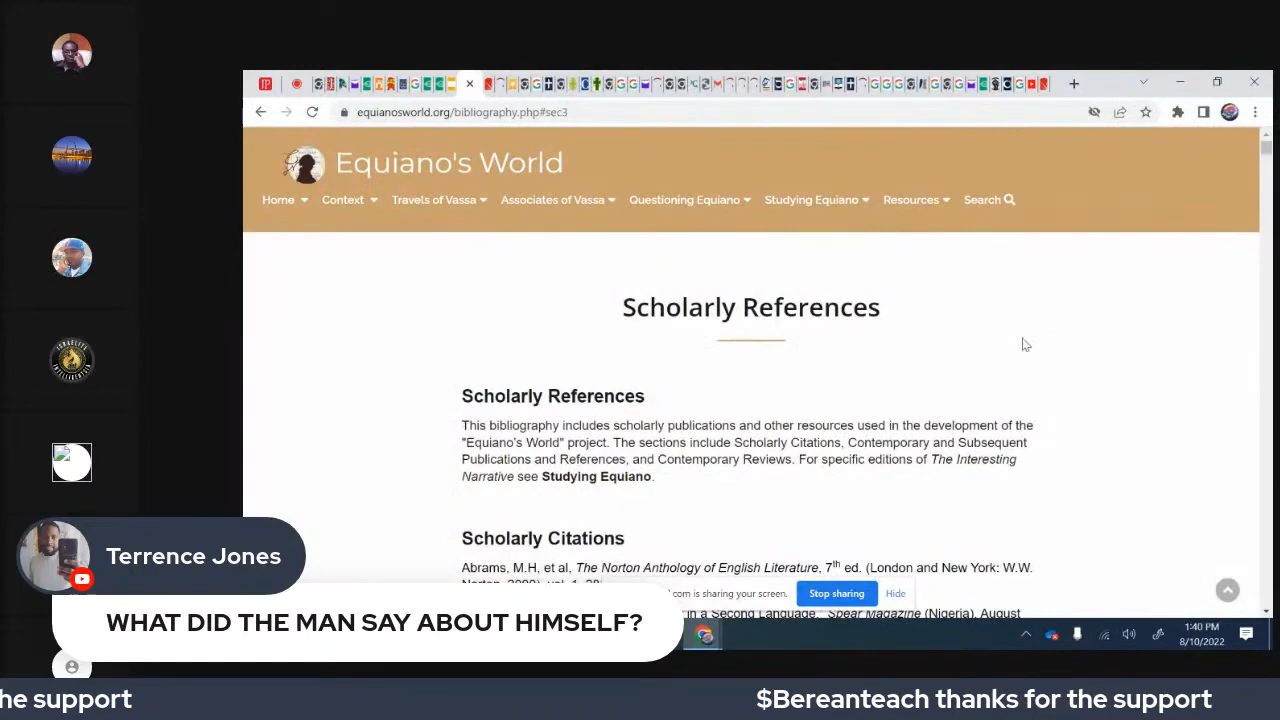 equianosworld.org/bibliography.php#sec3
Equiano's World
Home Context Travels of Vassa Associates of Vassa Questioning Equiano Studying Equiano Resources Search
Scholarly References
Scholarly References
This bibliography includes scholarly publications and other resources used in the development of the
"Equiano's World" project. The sections include Scholarly Citations, Contemporary and Subsequent
Publications and References, and Contemporary Reviews. For specific editions of The Interesting
Narrative see Studying Equiano.
Scholarly Citations
Abrams, M.H, et al, The Norton Anthology of English Literature, 7th ed. (London and New York: W.W.
com is sharing your screen. Stop sharing Hide
in a Second Language," Spear Magazine (Nigeria), August
ISRAELITE
Terrence Jones
WHAT DID THE MAN SAY ABOUT HIMSELF?
1:40 PM
8/10/2022
he support $Bereanteach thanks for the support